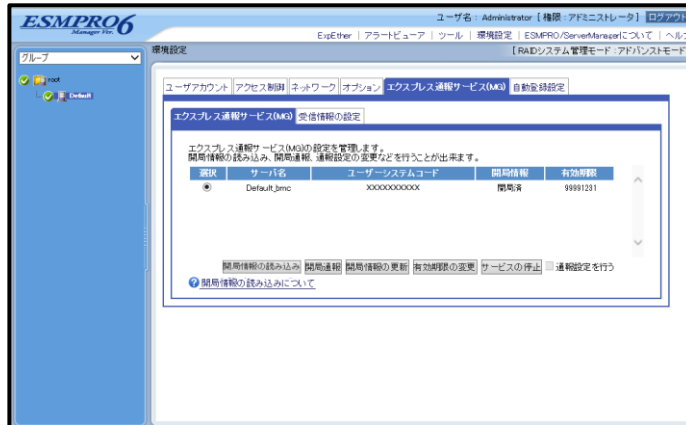 ESMPRO6
Manager Ver.
ユーザ名 : Administrator [ 権限 : アドミニストレータ ] ログアウト
ExpEther | アラートビューア | ツール | 環境設定 | ESMPRO/ServerManagerについて | ヘル
グループ
環境設定
[ RAIDシステム管理モード : アドバンストモード
root
Default
ユーザアカウント アクセス制御 ネットワーク オプション エクスプレス通報サービス(MG) 自動登録設定
エクスプレス通報サービス(MG) 受信情報の設定
エクスプレス通報サービス(MG)の設定を管理します。
開局情報の読み込み、開局通報、通報設定の変更などを行うことが出来ます。
選択 サーバ名 ユーザーシステムコード 開局情報 有効期限
Default_bmc XXXXXXXXXX 開局済 99991231
開局情報の読み込み 開局通報 開局情報の更新 有効期限の変更 サービスの停止 通報設定を行う
開局情報の読み込みについて